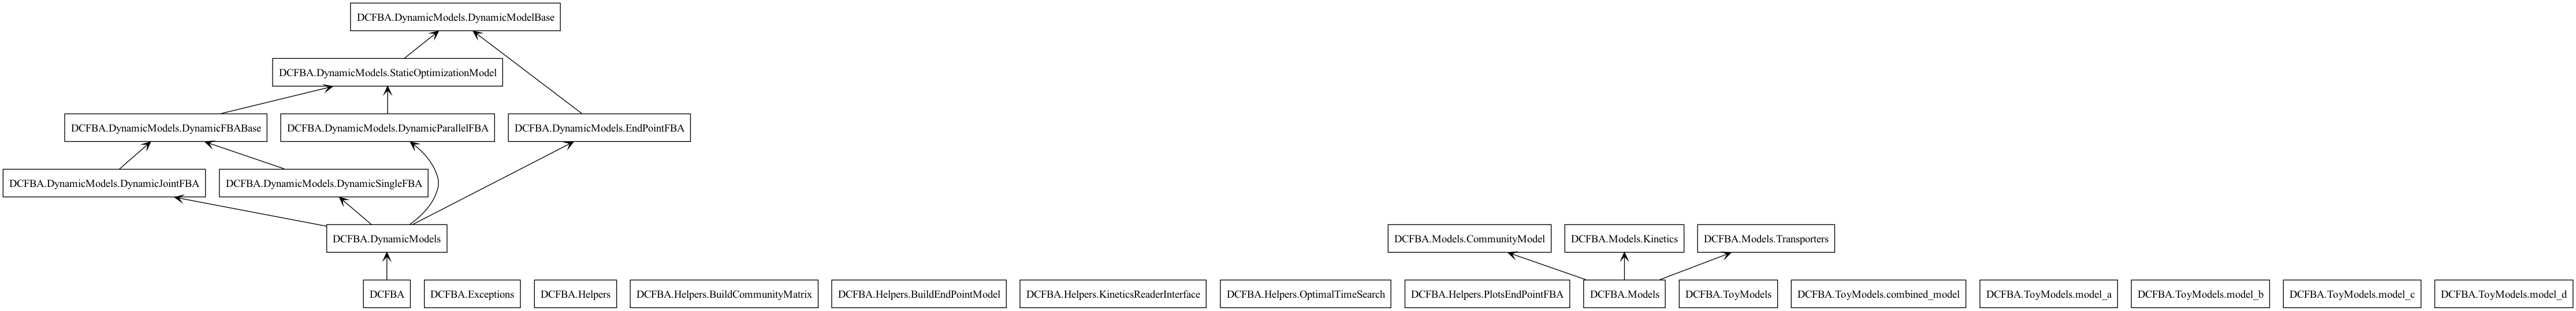 DCFBA.DynamicModels.DynamicModelBase
DCFBA.DynamicModels.StaticOptimizationModel
DCFBA.DynamicModels.DynamicFBABase
DCFBA.DynamicModels.DynamicParallelFBA
DCFBA.DynamicModels.EndPointFBA
DCFBA.DynamicModels.DynamicJointFBA
DCFBA.DynamicModels.DynamicSingleFBA
DCFBA.DynamicModels
DCFBA.Models.CommunityModel
DCFBA.Models.Kinetics
DCFBA.Models.Transporters
DCFBA
DCFBA.Exceptions
DCFBA.Helpers
DCFBA.Helpers.BuildCommunityMatrix
DCFBA.Helpers.BuildEndPointModel
DCFBA.Helpers.KineticsReaderInterface
DCFBA.Helpers.OptimalTimeSearch
DCFBA.Helpers.PlotsEndPointFBA
DCFBA.Models
DCFBA.ToyModels
DCFBA.ToyModels.combined_model
DCFBA.ToyModels.model_a
DCFBA.ToyModels.model_b
DCFBA.ToyModels.model_c
DCFBA.ToyModels.model_d